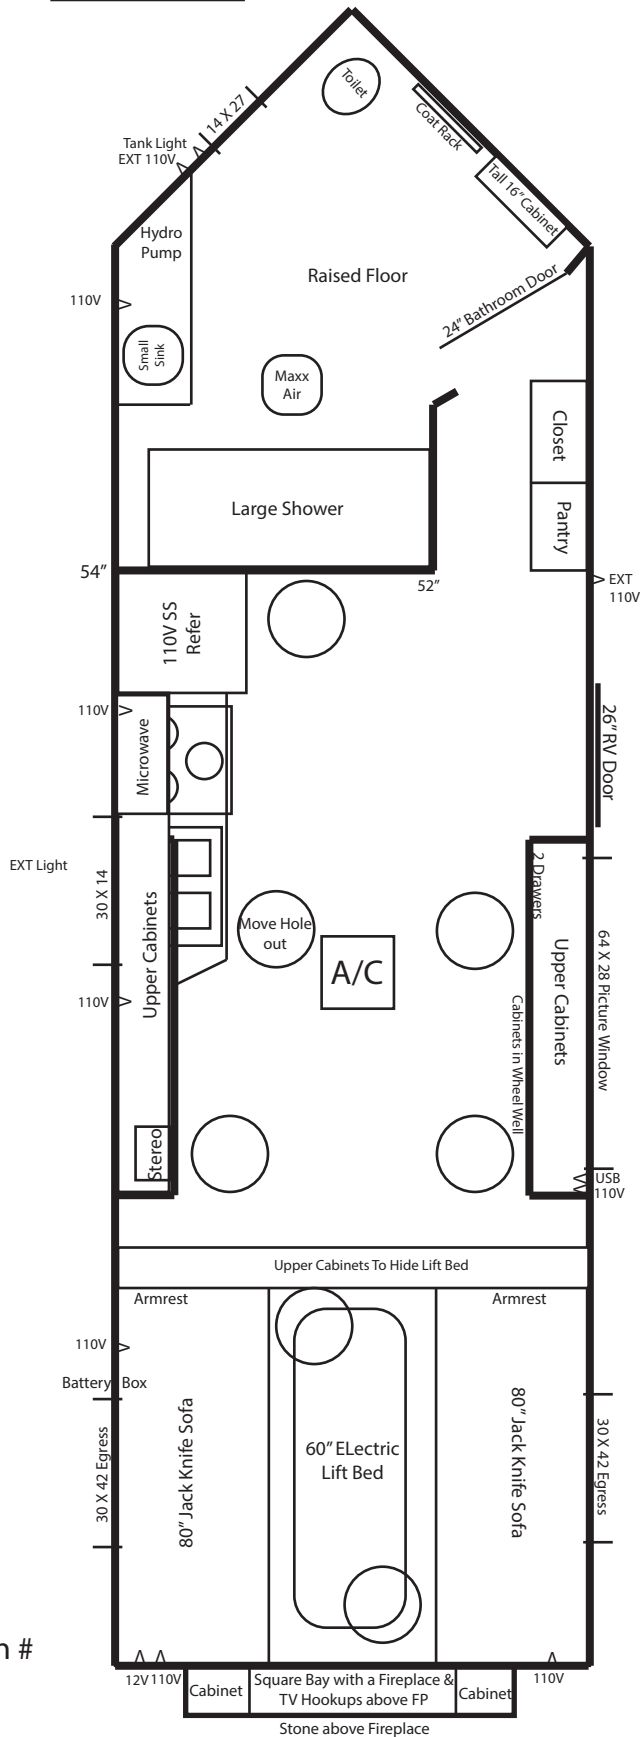 Toilet
Coat Rack
14 X 27
Tank Light
EXT 110V
Tall 16" Cabinet
Hydro
Pump
Raised Floor
24" Bathroom Door
110V
Small
Sink
Maxx
Air
Closet
Large Shower
Pantry
54"
52"
EXT
110V
110V SS
Refer
110V
Microwave
26" RV Door
EXT Light
30 X 14
2 Drawers
Upper Cabinets
Move Hole
out
A/C
Upper Cabinets
64 X 28 Picture Window
110V
Cabinets in Wheel Well
Stereo
USB
110V
Upper Cabinets To Hide Lift Bed
Armrest
Armrest
110V
Battery Box
80" Jack Knife Sofa
60" ELectric
Lift Bed
80" Jack Knife Sofa
30 X 42 Egress
30 X 42 Egress
n #
12V 110V
110V
Cabinet
Square Bay with a Fireplace &
TV Hookups above FP
Cabinet
Stone above Fireplace